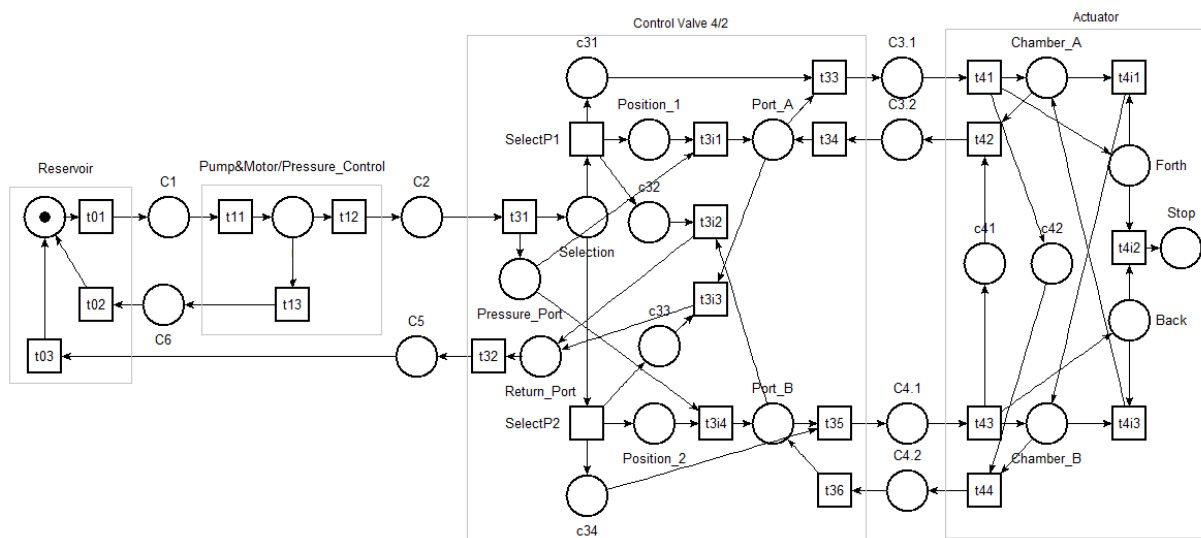 Control Valve 4/2
Actuator
c31
C3.1
Chamber_A
t33
t41
t4i1
Position_1
Port_A
C3.2
SelectP1
t3i1
t34
t42
Reservoir
Pump&Motor/Pressure_Control
C1
C2
c32
Forth
t01
t11
t12
t31
t3i2
Stop
Selection
c41
c42
t4i2
Pressure_Port
t3i3
t02
C6
t13
c33
Back
C5
t03
t32
Return_Port
Port_B
C4.1
SelectP2
t3i4
t35
t43
t4i3
Position_2
Chamber_B
C4.2
t36
t44
c34